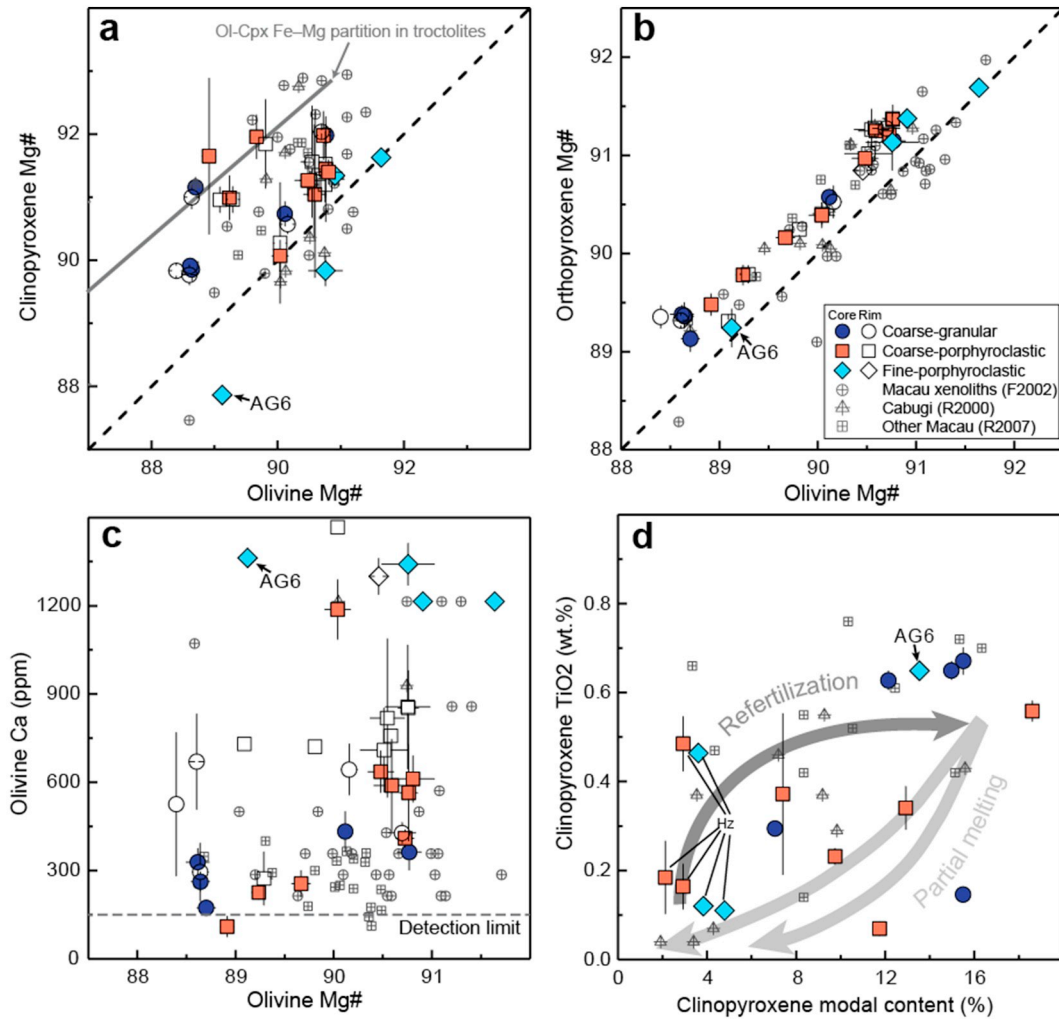 a
Ol-Cpx Fe–Mg partition in troctolites
92
90
88
Clinopyroxene Mg#
AG6
88
90
92
Olivine Mg#
b
92
91
90
89
88
Orthopyroxene Mg#
AG6
Core Rim
Coarse-granular
Coarse-porphyroclastic
Fine-porphyroclastic
Macau xenoliths (F2002)
Cabugi (R2000)
Other Macau (R2007)
88
89
90
91
92
Olivine Mg#
c
1200
900
600
300
0
Olivine Ca (ppm)
AG6
Detection limit
88
89
90
91
Olivine Mg#
d
0.8
0.6
0.4
0.2
0.0
Clinopyroxene TiO2 (wt.%)
AG6
Refertilization
Hz
Partial melting
0
4
8
12
16
Clinopyroxene modal content (%)